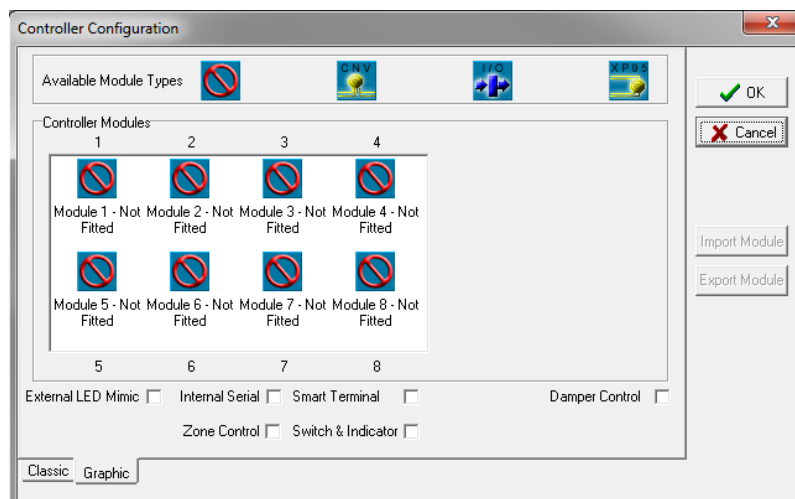 Controller Configuration
Available Module Types
CNV
I/O
XP95
OK
Cancel
Controller Modules
1 2 3 4
Module 1 - Not Fitted
Module 2 - Not Fitted
Module 3 - Not Fitted
Module 4 - Not Fitted
Module 5 - Not Fitted
Module 6 - Not Fitted
Module 7 - Not Fitted
Module 8 - Not Fitted
5 6 7 8
Import Module
Export Module
External LED Mimic Internal Serial Smart Terminal Damper Control
Zone Control Switch & Indicator
Classic Graphic